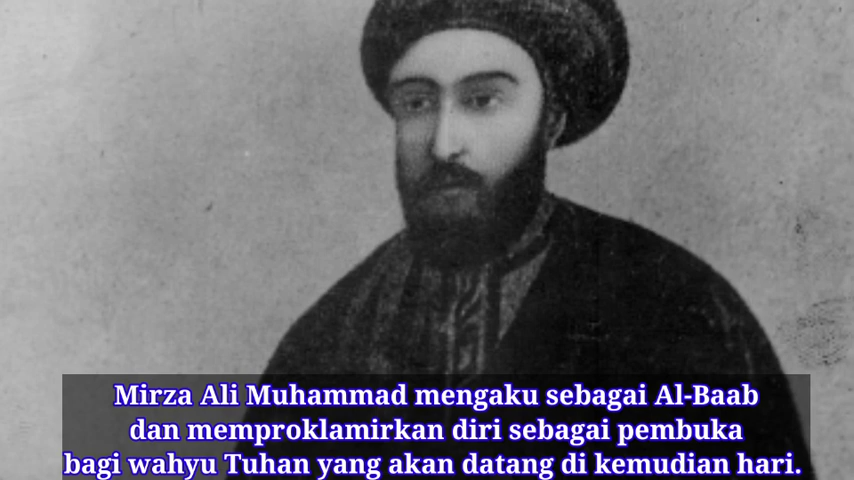 Mirza Ali Muhammad mengaku sebagai Al-Baab
dan memproklamirkan diri sebagai pembuka
bagi wahyu Tuhan yang akan datang di kemudian hari.